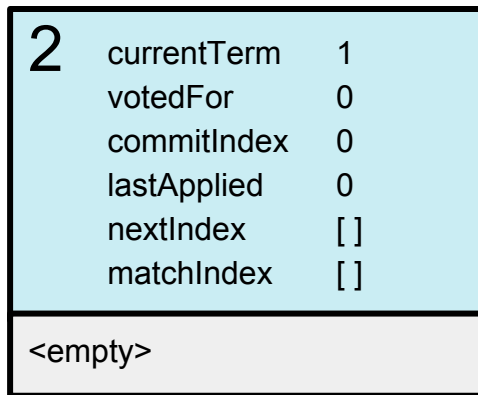 2
currentTerm 1
votedFor 0
commitIndex 0
lastApplied 0
nextIndex [ ]
matchIndex [ ]
<empty>